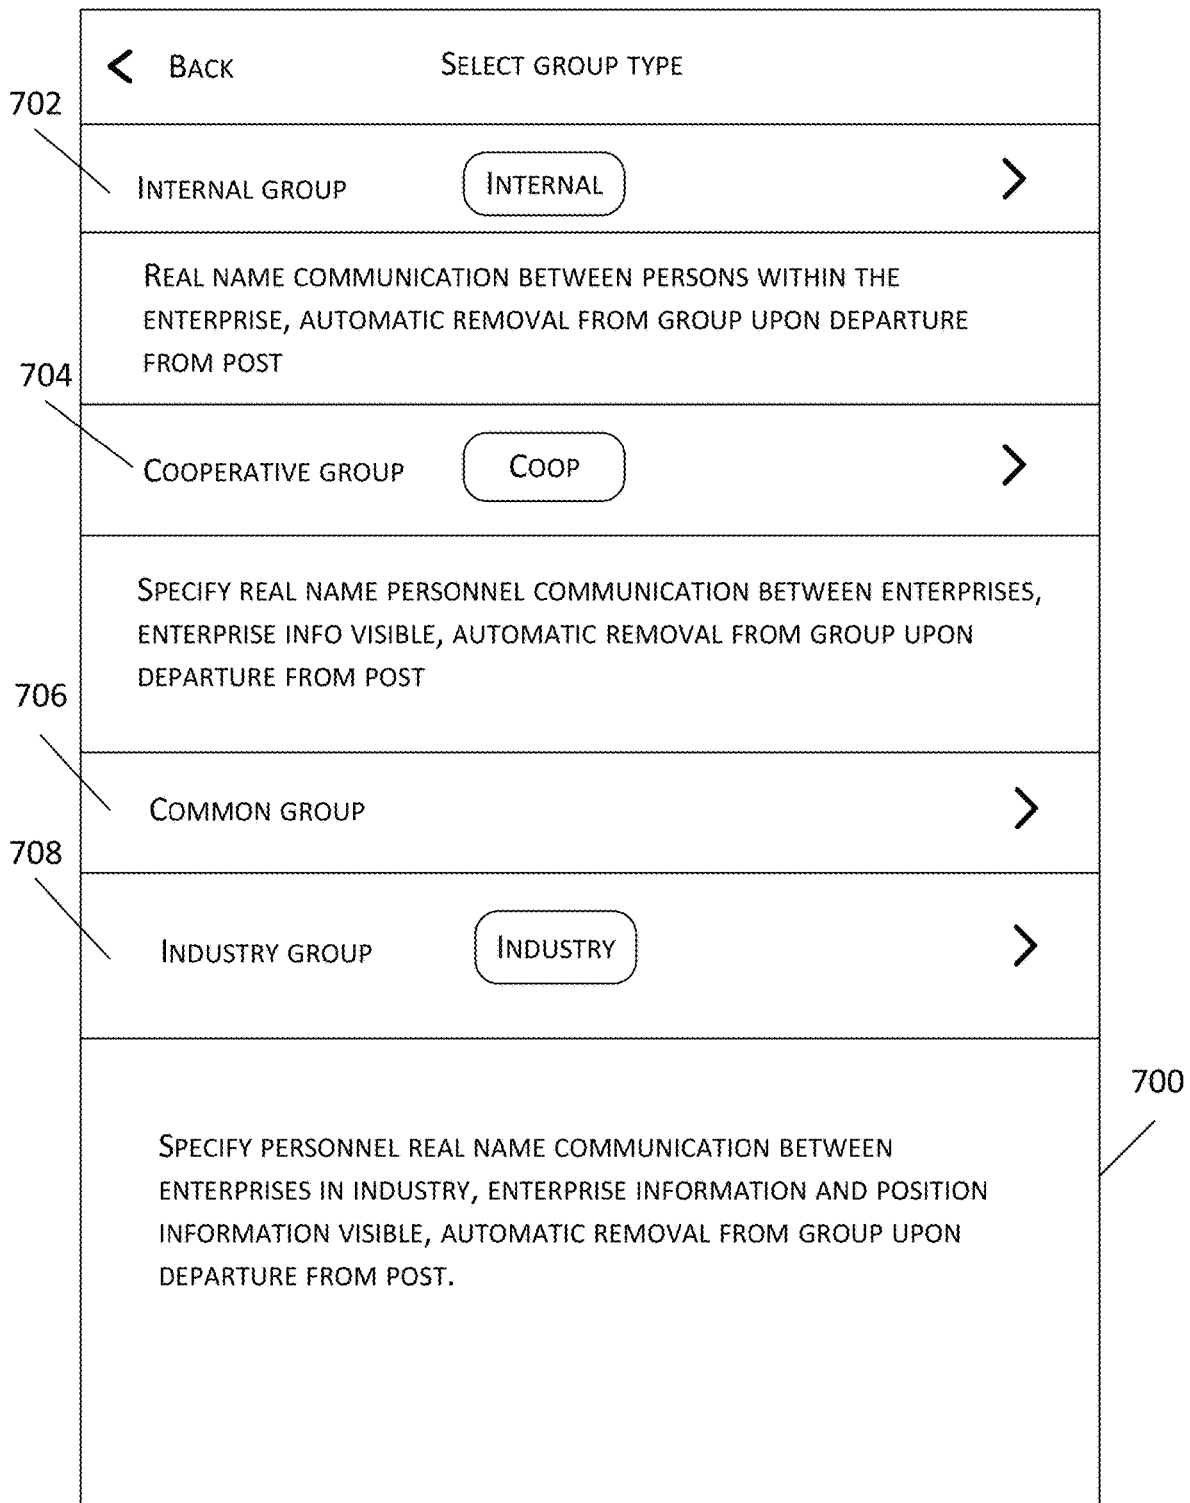 BACK SELECT GROUP TYPE
702
INTERNAL GROUP INTERNAL
REAL NAME COMMUNICATION BETWEEN PERSONS WITHIN THE
ENTERPRISE, AUTOMATIC REMOVAL FROM GROUP UPON DEPARTURE
FROM POST
704
COOPERATIVE GROUP COOP
SPECIFY REAL NAME PERSONNEL COMMUNICATION BETWEEN ENTERPRISES,
ENTERPRISE INFO VISIBLE, AUTOMATIC REMOVAL FROM GROUP UPON
DEPARTURE FROM POST
706
COMMON GROUP
708
INDUSTRY GROUP INDUSTRY
700
SPECIFY PERSONNEL REAL NAME COMMUNICATION BETWEEN
ENTERPRISES IN INDUSTRY, ENTERPRISE INFORMATION AND POSITION
INFORMATION VISIBLE, AUTOMATIC REMOVAL FROM GROUP UPON
DEPARTURE FROM POST.